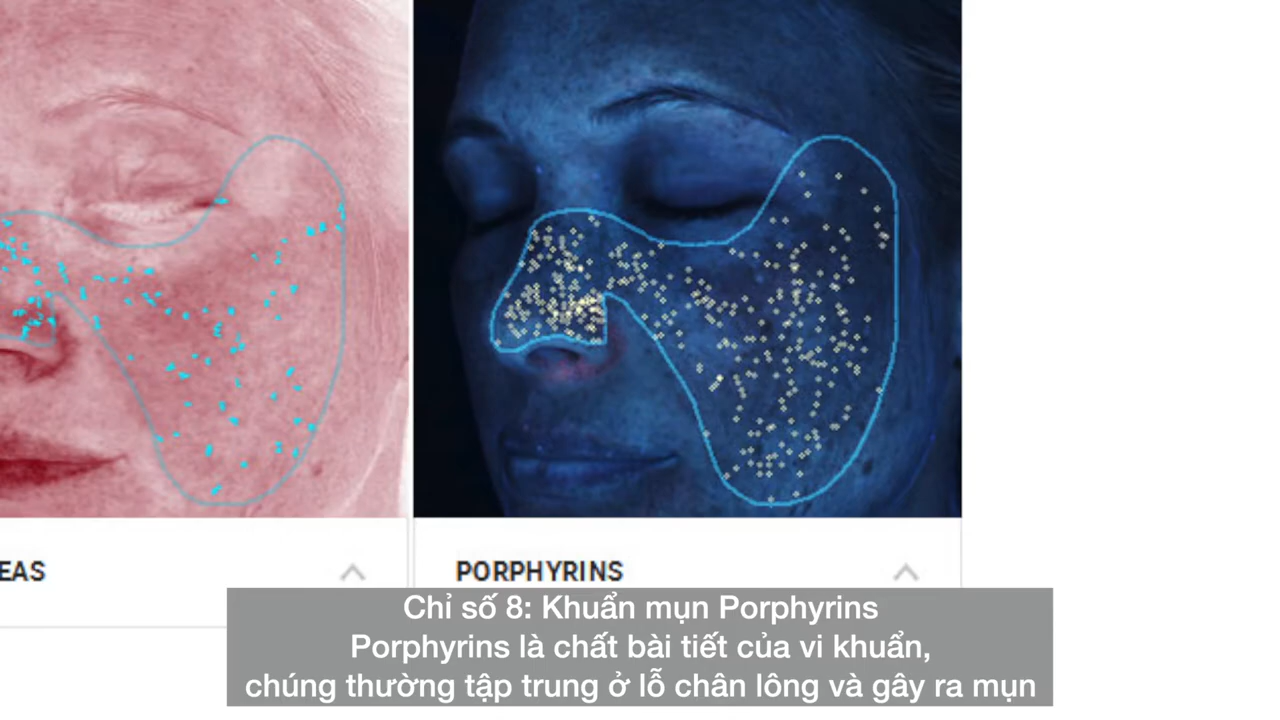 EAS
PORPHYRINS
Chỉ số 8: Khuẩn mụn Porphyrins
Porphyrins là chất bài tiết của vi khuẩn,
chúng thường tập trung ở lỗ chân lông và gây ra mụn